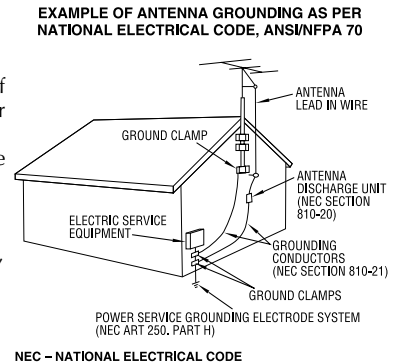 EXAMPLE OF ANTENNA GROUNDING AS PER
NATIONAL ELECTRICAL CODE, ANSI/NFPA 70
f
r
e
,
ANTENNA
LEAD IN WIRE
GROUND CLAMP
ANTENNA
DISCHARGE UNIT
(NEC SECTION
810-20)
ELECTRIC SERVICE
EQUIPMENT
GROUNDING
CONDUCTORS
(NEC SECTION 810-21)
GROUND CLAMPS
POWER SERVICE GROUNDING ELECTRODE SYSTEM
(NEC ART 250. PART H)
NEC – NATIONAL ELECTRICAL CODE